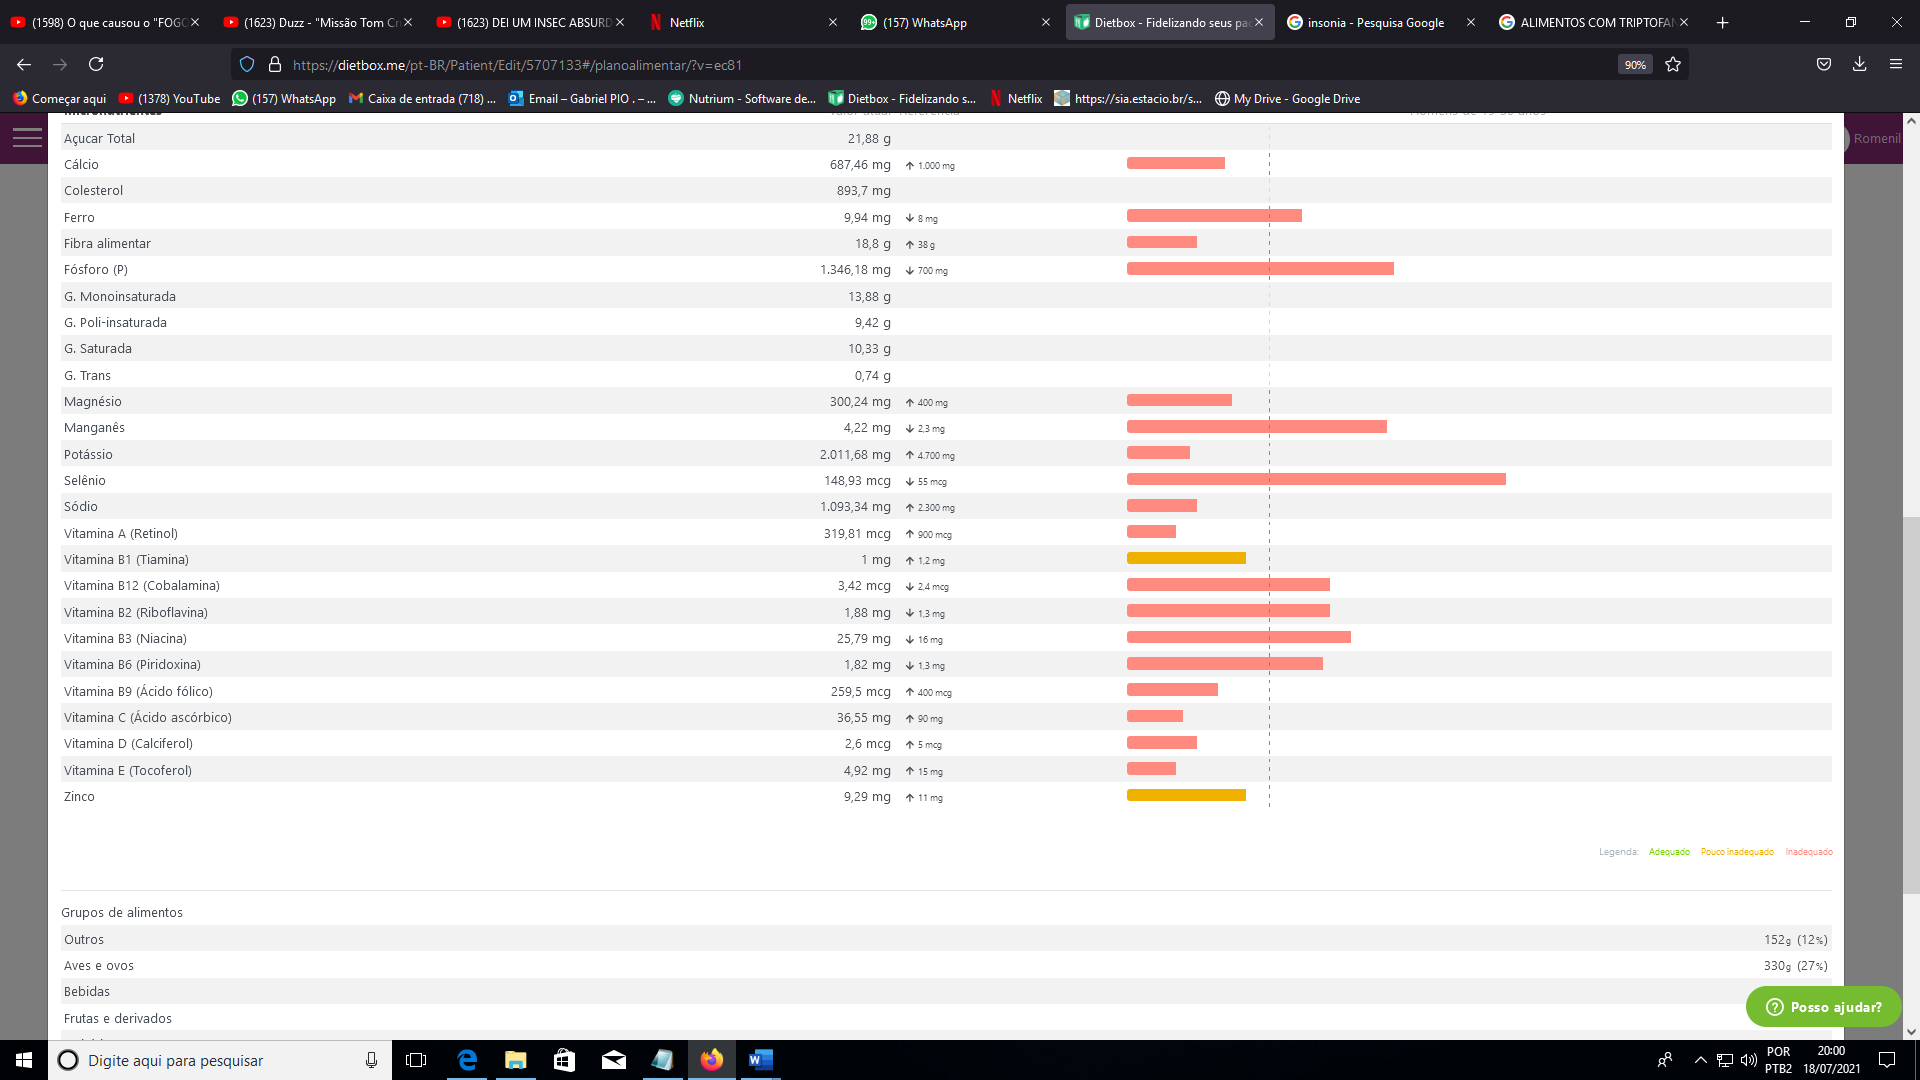 (1598) O que causou o "FOGO
(1623) Duzz - "Missão Tom Cr
(1623) DEI UM INSEC ABSURD
Netflix
99+ (157) WhatsApp
Dietbox - Fidelizando seus pac
insonia - Pesquisa Google
ALIMENTOS COM TRIPTOFAN
https://dietbox.me/pt-BR/Patient/Edit/5707133#/planoalimentar/?v=ec81
90%
Começar aqui (1378) YouTube (157) WhatsApp Caixa de entrada (718) ... Email – Gabriel PIO . – ... Nutrium - Software de... Dietbox - Fidelizando s... Netflix https://sia.estacio.br/s... My Drive - Google Drive
Romenil
Açucar Total 21,88 g
Cálcio 687,46 mg ↑ 1.000 mg
Colesterol 893,7 mg
Ferro 9,94 mg ↓ 8 mg
Fibra alimentar 18,8 g ↑ 38 g
Fósforo (P) 1.346,18 mg ↓ 700 mg
G. Monoinsaturada 13,88 g
G. Poli-insaturada 9,42 g
G. Saturada 10,33 g
G. Trans 0,74 g
Magnésio 300,24 mg ↑ 400 mg
Manganês 4,22 mg ↓ 2,3 mg
Potássio 2.011,68 mg ↑ 4.700 mg
Selênio 148,93 mcg ↓ 55 mcg
Sódio 1.093,34 mg ↑ 2.300 mg
Vitamina A (Retinol) 319,81 mcg ↑ 900 mcg
Vitamina B1 (Tiamina) 1 mg ↑ 1,2 mg
Vitamina B12 (Cobalamina) 3,42 mcg ↓ 2,4 mcg
Vitamina B2 (Riboflavina) 1,88 mg ↓ 1,3 mg
Vitamina B3 (Niacina) 25,79 mg ↓ 16 mg
Vitamina B6 (Piridoxina) 1,82 mg ↓ 1,3 mg
Vitamina B9 (Ácido fólico) 259,5 mcg ↑ 400 mcg
Vitamina C (Ácido ascórbico) 36,55 mg ↑ 90 mg
Vitamina D (Calciferol) 2,6 mcg ↑ 5 mcg
Vitamina E (Tocoferol) 4,92 mg ↑ 15 mg
Zinco 9,29 mg ↑ 11 mg
Legenda: Adequado Pouco inadequado Inadequado
Grupos de alimentos
Outros 152g (12%)
Aves e ovos 330g (27%)
Bebidas
Frutas e derivados
Posso ajudar?
Digite aqui para pesquisar
POR
PTB2
20:00
18/07/2021